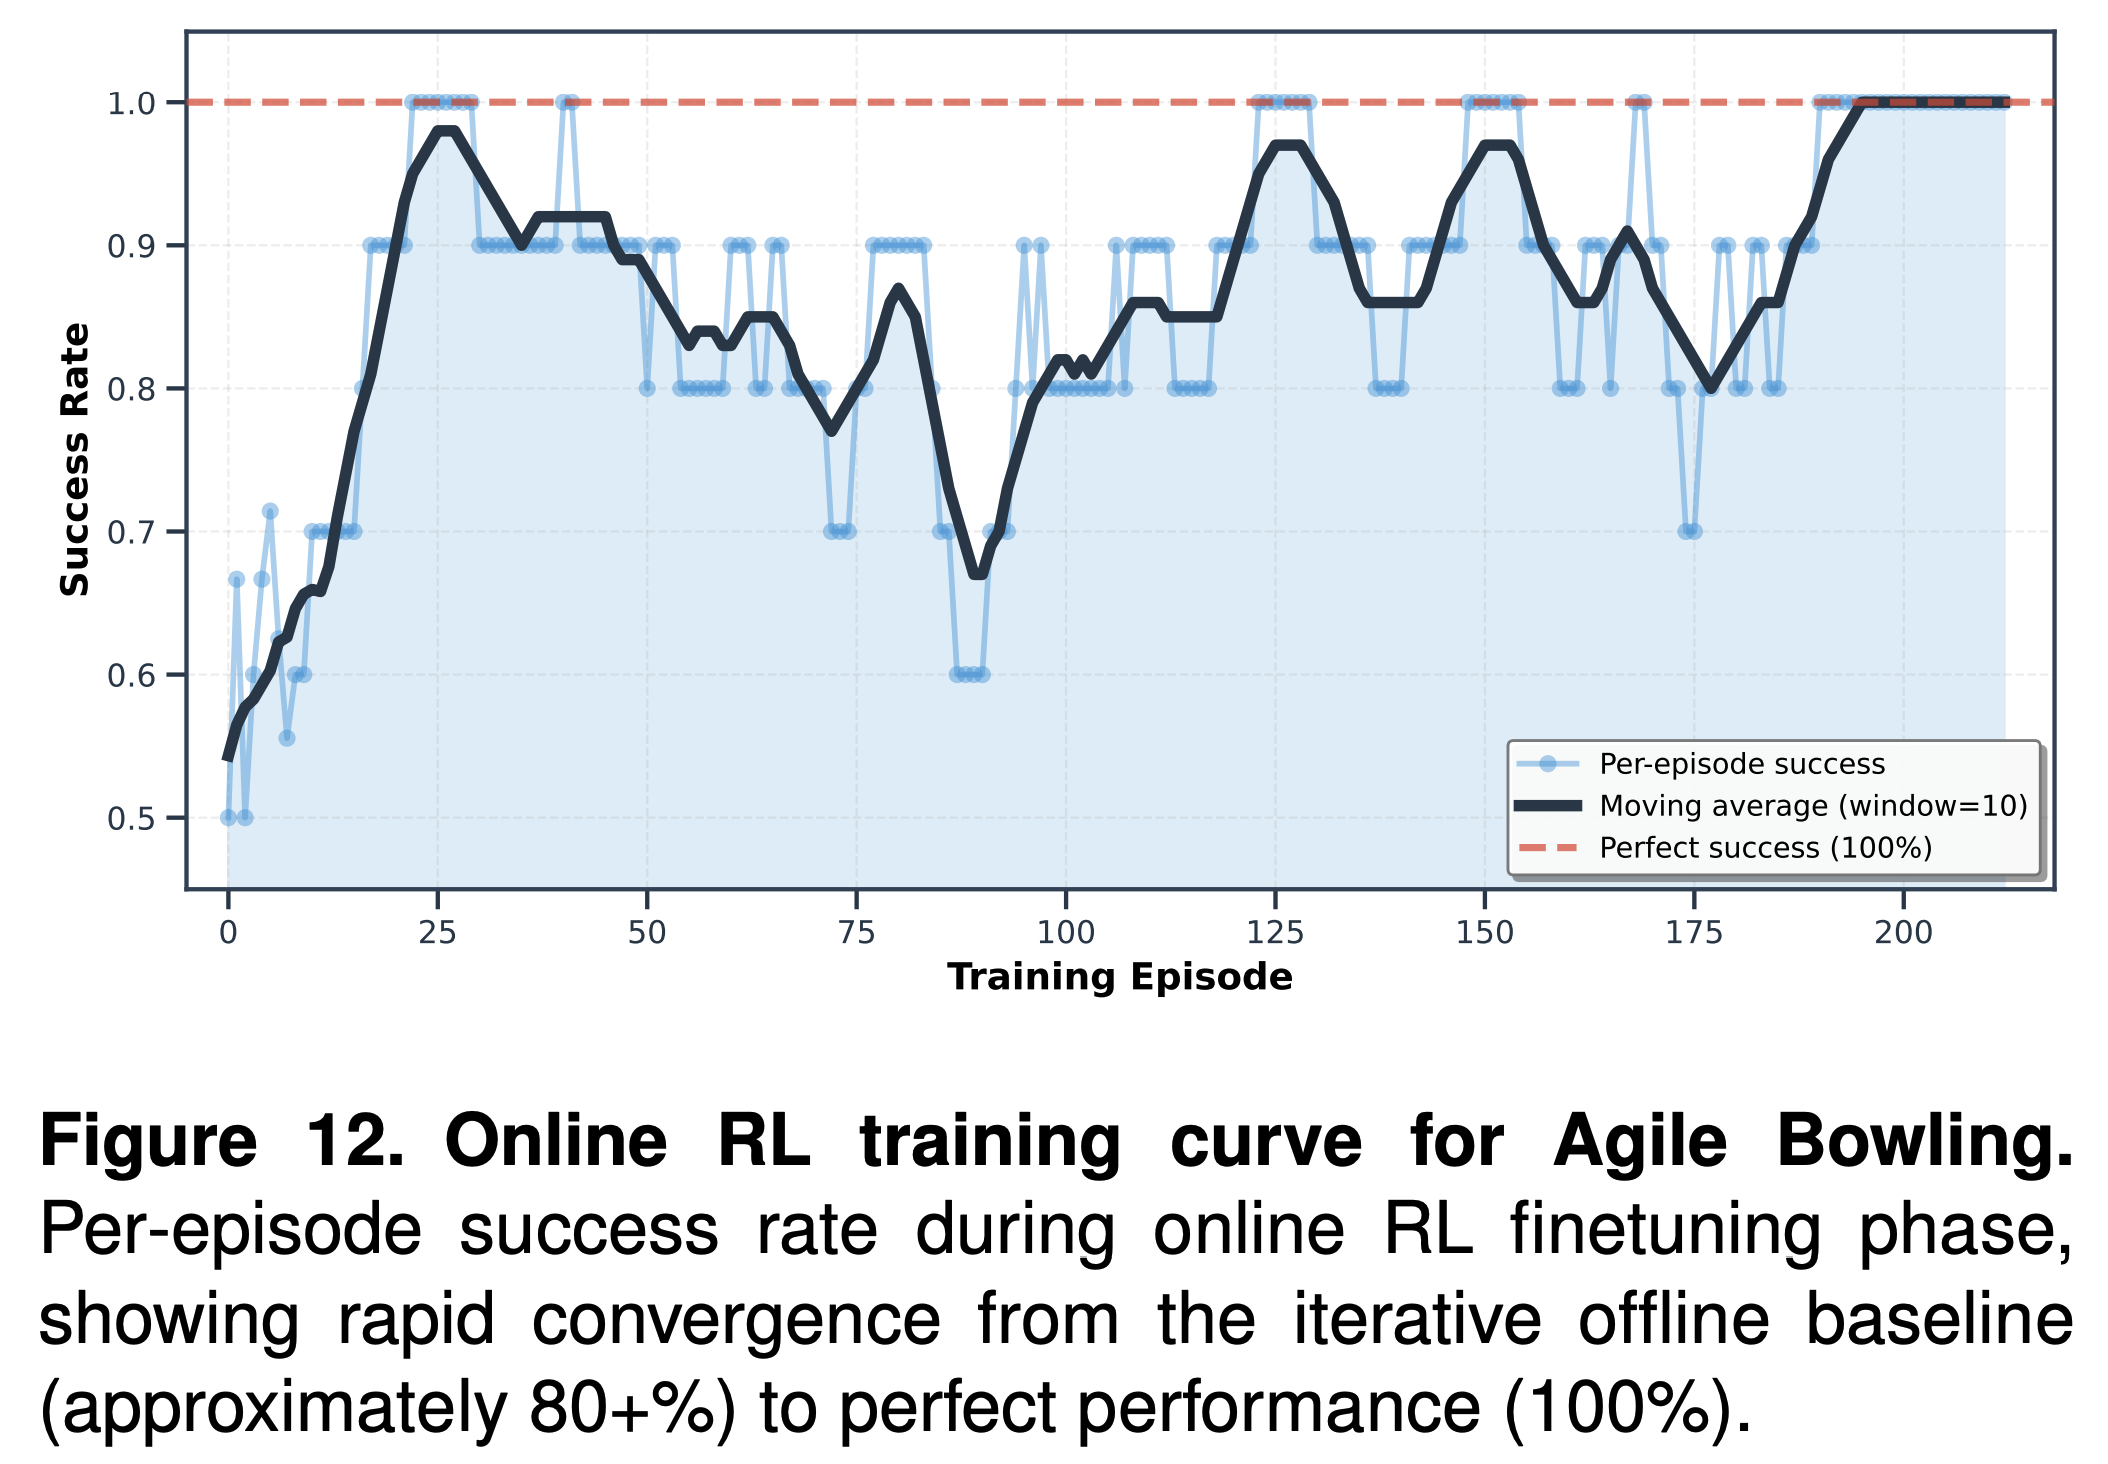 1.0
0.9
0.8
0.7
0.6
0.5
Success Rate
Per-episode success
Moving average (window=10)
Perfect success (100%)
0 25 50 75 100 125 150 175 200
Training Episode
Figure 12. Online RL training curve for Agile Bowling.
Per-episode success rate during online RL finetuning phase,
showing rapid convergence from the iterative offline baseline
(approximately 80+%) to perfect performance (100%).